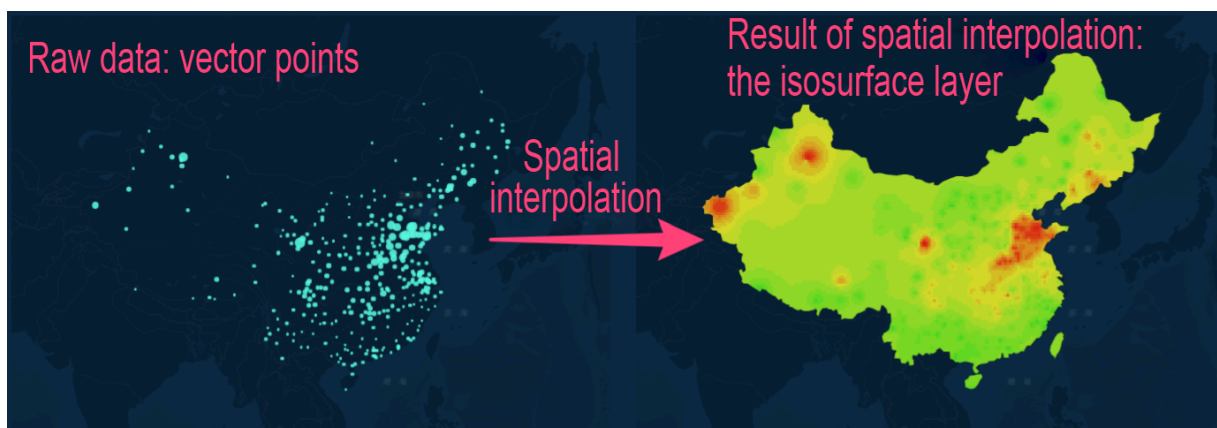 Raw data: vector points
Result of spatial interpolation:
the isosurface layer
Spatial
interpolation